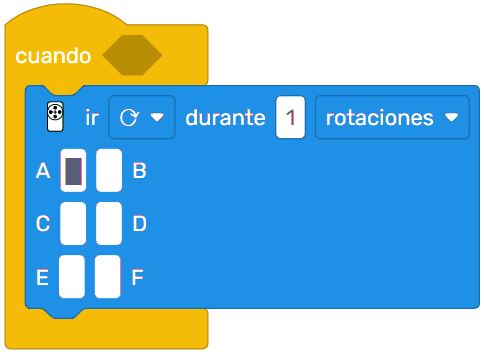 cuando
ir durante 1 rotaciones
A B
C D
E F